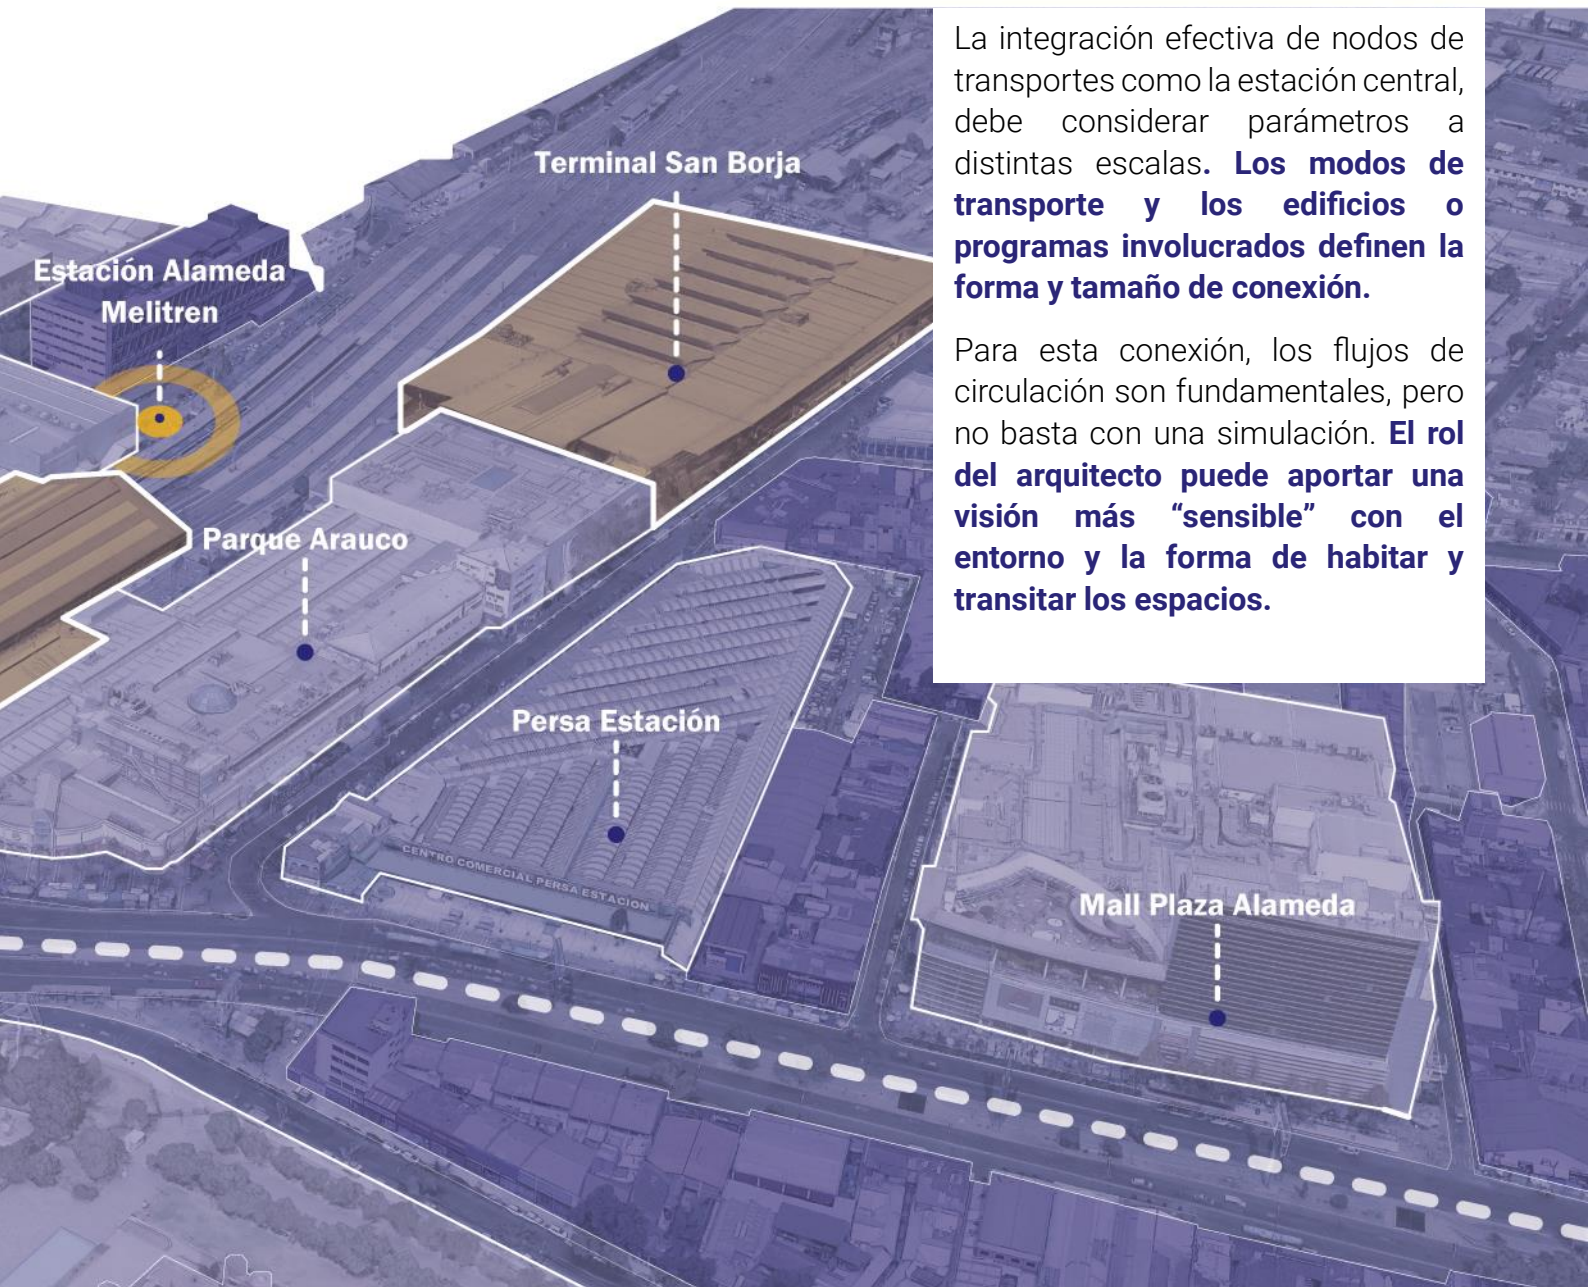 La integración efectiva de nodos de
transportes como la estación central,
debe considerar parámetros a
distintas escalas. Los modos de
transporte y los edificios o
programas involucrados definen la
forma y tamaño de conexión.
Para esta conexión, los flujos de
circulación son fundamentales, pero
no basta con una simulación. El rol
del arquitecto puede aportar una
visión más “sensible” con el
entorno y la forma de habitar y
transitar los espacios.
Terminal San Borja
Estación Alameda
Melitren
Parque Arauco
Persa Estación
CENTRO COMERCIAL PERSA ESTACION
Mall Plaza Alameda